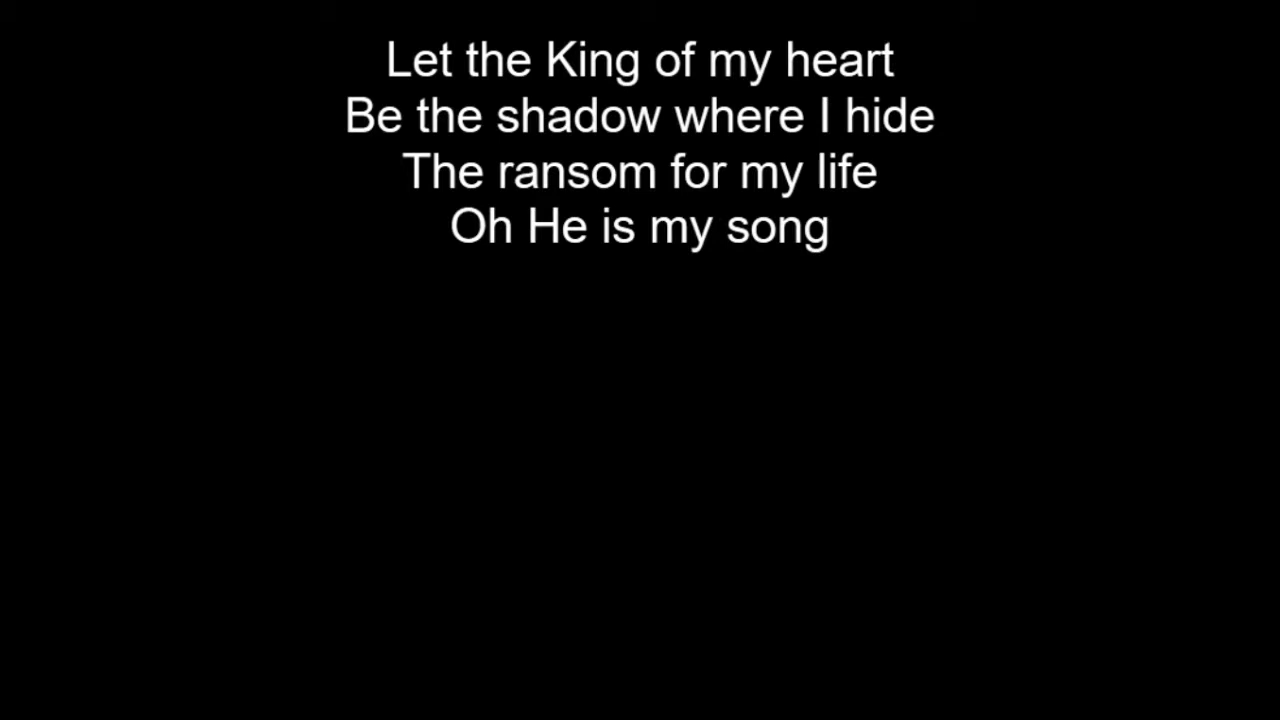 Let the King of my heart
Be the shadow where I hide
The ransom for my life
Oh He is my song